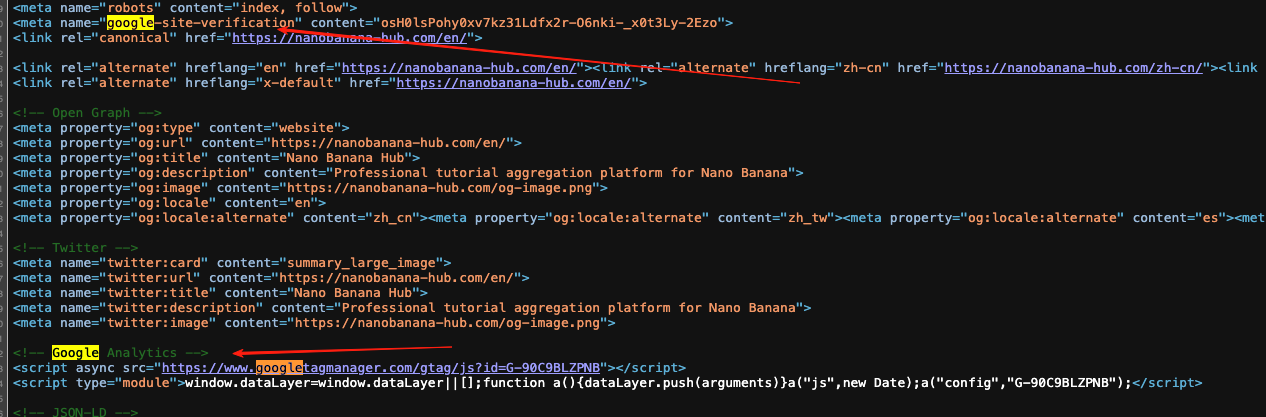 <meta name="robots" content="index, follow">
<meta name="google-site-verification" content="osH0lsPohy0xv7kz31Ldfx2r-O6nki-_x0t3Ly-2Ezo">
<link rel="canonical" href="https://nanobanana-hub.com/en/">
<link rel="alternate" hreflang="en" href="https://nanobanana-hub.com/en/"><link rel="alternate" hreflang="zh-cn" href="https://nanobanana-hub.com/zh-cn/"><link
<link rel="alternate" hreflang="x-default" href="https://nanobanana-hub.com/en/">
<!-- Open Graph -->
<meta property="og:type" content="website">
<meta property="og:url" content="https://nanobanana-hub.com/en/">
<meta property="og:title" content="Nano Banana Hub">
<meta property="og:description" content="Professional tutorial aggregation platform for Nano Banana">
<meta property="og:image" content="https://nanobanana-hub.com/og-image.png">
<meta property="og:locale" content="en">
<meta property="og:locale:alternate" content="zh_cn"><meta property="og:locale:alternate" content="zh_tw"><meta property="og:locale:alternate" content="es"><met
<!-- Twitter -->
<meta name="twitter:card" content="summary_large_image">
<meta name="twitter:url" content="https://nanobanana-hub.com/en/">
<meta name="twitter:title" content="Nano Banana Hub">
<meta name="twitter:description" content="Professional tutorial aggregation platform for Nano Banana">
<meta name="twitter:image" content="https://nanobanana-hub.com/og-image.png">
<!-- Google Analytics -->
<script async src="https://www.googletagmanager.com/gtag/js?id=G-90C9BLZPNB"></script>
<script type="module">window.dataLayer=window.dataLayer||[];function a(){dataLayer.push(arguments)}a("js",new Date);a("config","G-90C9BLZPNB");</script>
<!-- JSON-LD -->